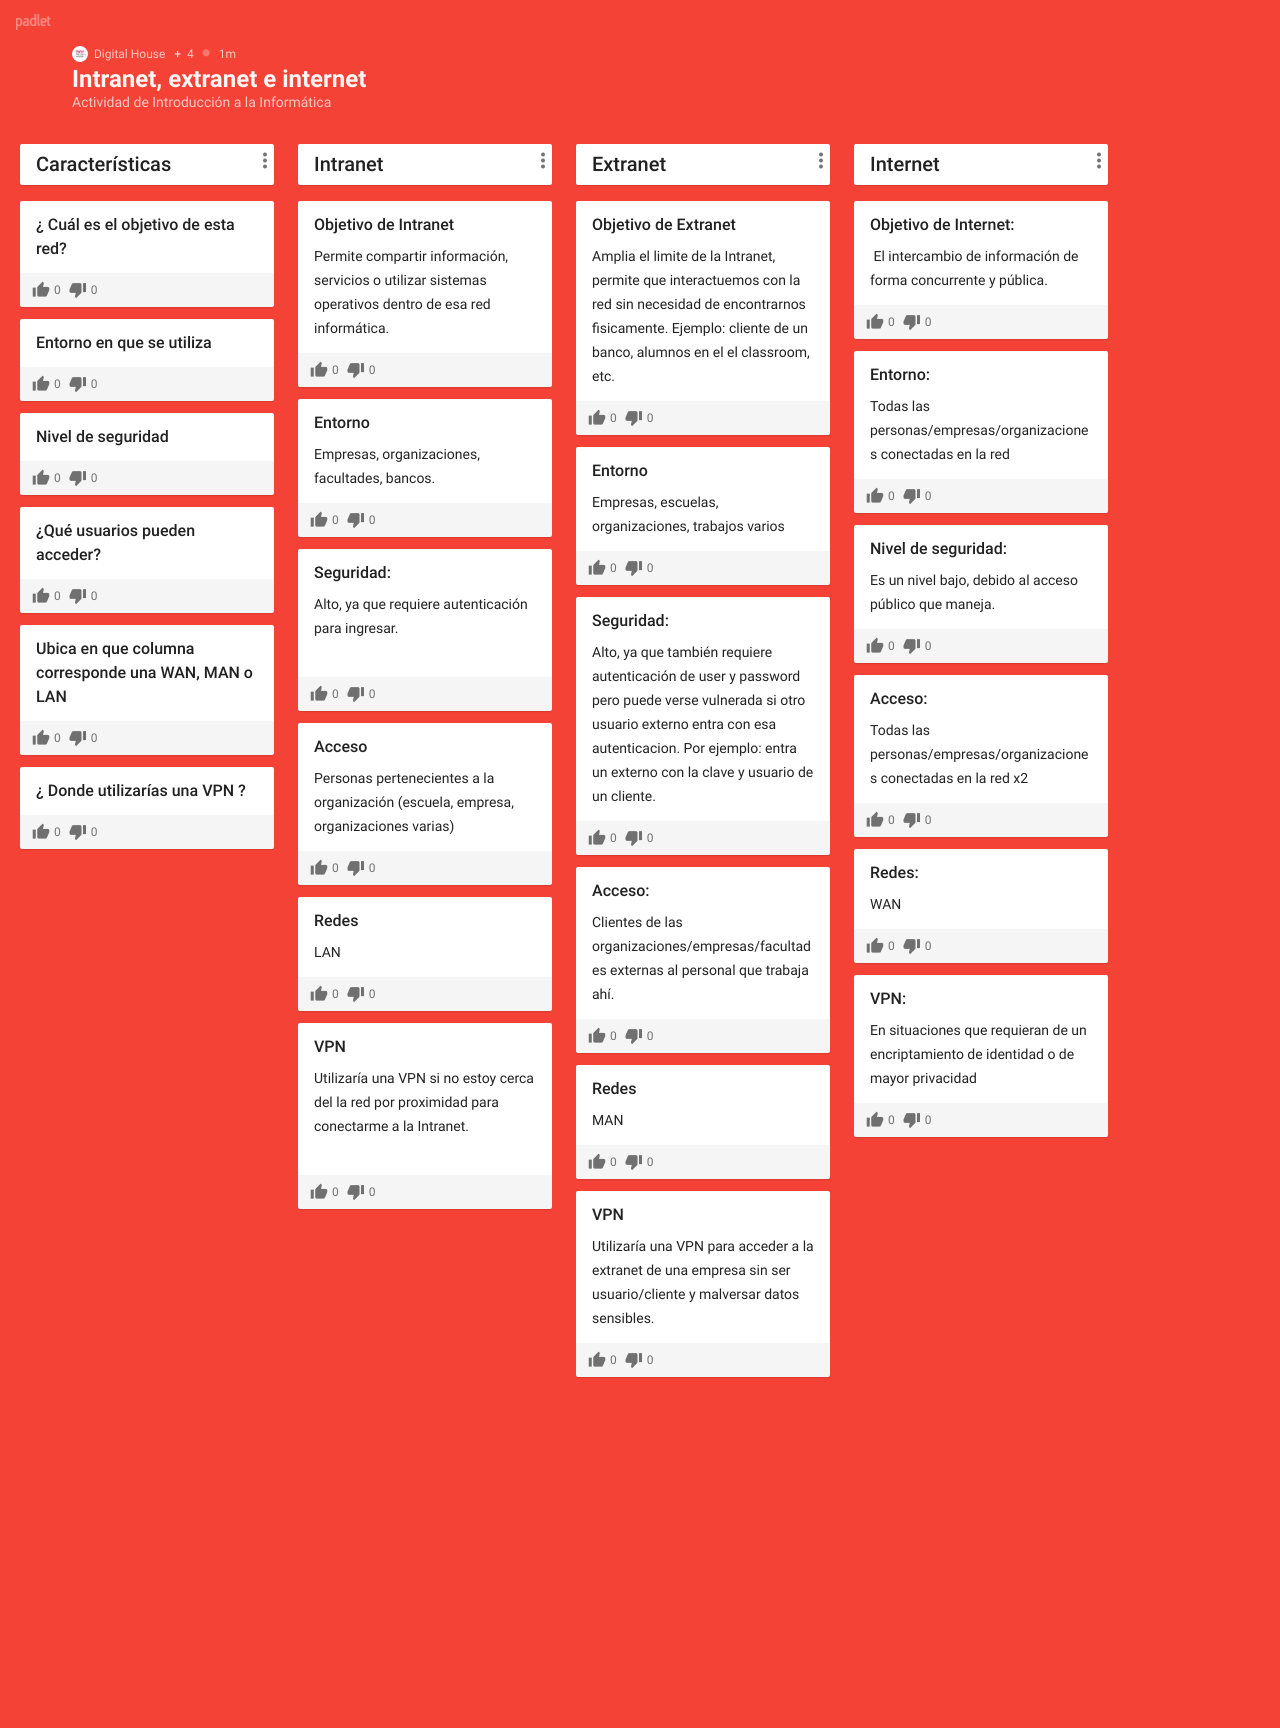 padlet
Digital House + 4 1m
Intranet, extranet e internet
Actividad de Introducción a la Informática
Características
¿ Cuál es el objetivo de esta
red?
0 0
Entorno en que se utiliza
0 0
Nivel de seguridad
0 0
¿Qué usuarios pueden
acceder?
0 0
Ubica en que columna
corresponde una WAN, MAN o
LAN
0 0
¿ Donde utilizarías una VPN ?
0 0
Intranet
Objetivo de Intranet
Permite compartir información,
servicios o utilizar sistemas
operativos dentro de esa red
informática.
0 0
Entorno
Empresas, organizaciones,
facultades, bancos.
0 0
Seguridad:
Alto, ya que requiere autenticación
para ingresar.
0 0
Acceso
Personas pertenecientes a la
organización (escuela, empresa,
organizaciones varias)
0 0
Redes
LAN
0 0
VPN
Utilizaría una VPN si no estoy cerca
del la red por proximidad para
conectarme a la Intranet.
0 0
Extranet
Objetivo de Extranet
Amplia el limite de la Intranet,
permite que interactuemos con la
red sin necesidad de encontrarnos
fisicamente. Ejemplo: cliente de un
banco, alumnos en el el classroom,
etc.
0 0
Entorno
Empresas, escuelas,
organizaciones, trabajos varios
0 0
Seguridad:
Alto, ya que también requiere
autenticación de user y password
pero puede verse vulnerada si otro
usuario externo entra con esa
autenticacion. Por ejemplo: entra
un externo con la clave y usuario de
un cliente.
0 0
Acceso:
Clientes de las
organizaciones/empresas/facultad
es externas al personal que trabaja
ahí.
0 0
Redes
MAN
0 0
VPN
Utilizaría una VPN para acceder a la
extranet de una empresa sin ser
usuario/cliente y malversar datos
sensibles.
0 0
Internet
Objetivo de Internet:
El intercambio de información de
forma concurrente y pública.
0 0
Entorno:
Todas las
personas/empresas/organizacione
s conectadas en la red
0 0
Nivel de seguridad:
Es un nivel bajo, debido al acceso
público que maneja.
0 0
Acceso:
Todas las
personas/empresas/organizacione
s conectadas en la red x2
0 0
Redes:
WAN
0 0
VPN:
En situaciones que requieran de un
encriptamiento de identidad o de
mayor privacidad
0 0